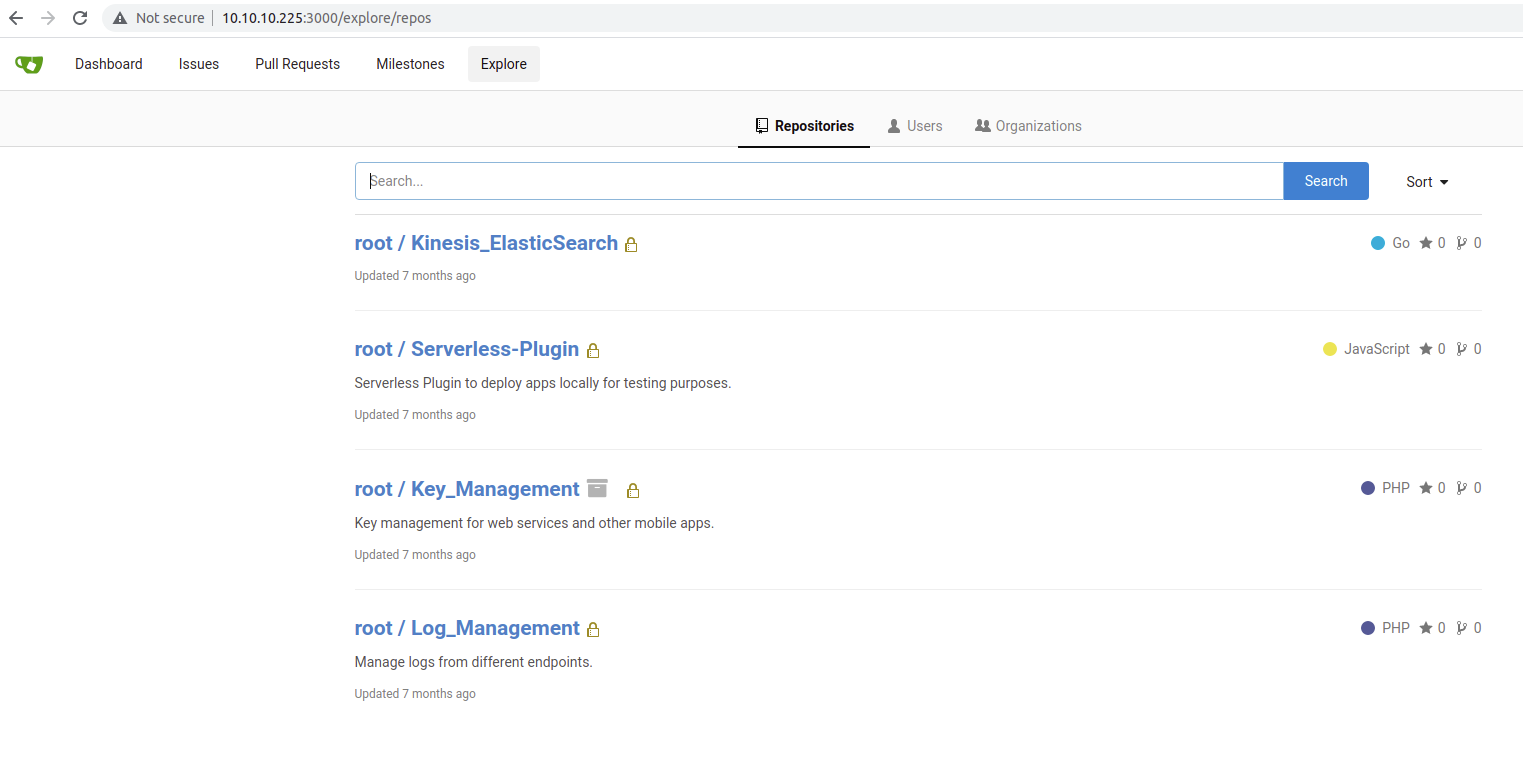 Not secure 10.10.10.225:3000/explore/repos
Dashboard Issues Pull Requests Milestones Explore
Repositories Users Organizations
Search... Search Sort
root / Kinesis_ElasticSearch Go 0 0
Updated 7 months ago
root / Serverless-Plugin JavaScript 0 0
Serverless Plugin to deploy apps locally for testing purposes.
Updated 7 months ago
root / Key_Management PHP 0 0
Key management for web services and other mobile apps.
Updated 7 months ago
root / Log_Management PHP 0 0
Manage logs from different endpoints.
Updated 7 months ago